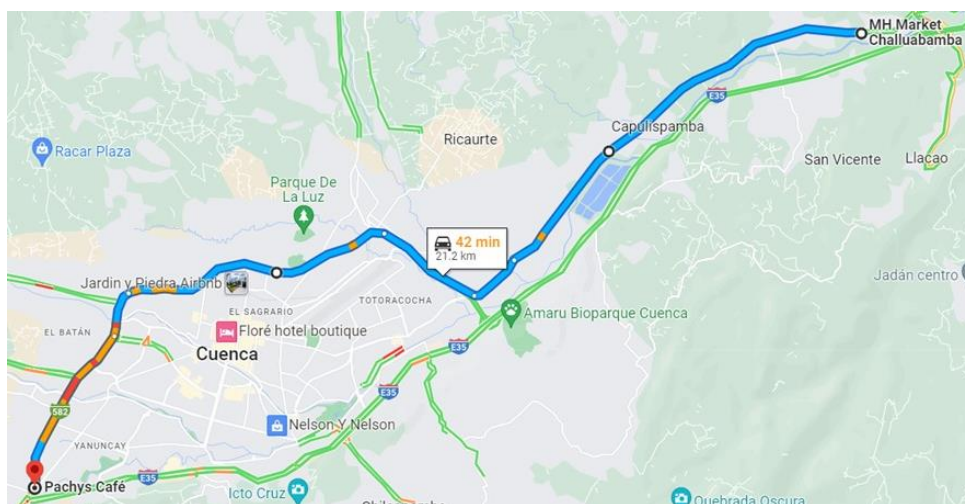 MH Market
Challuabamba
E35
Capulispamba
Ricaurte
San Vicente
Llacao
Racar Plaza
Parque De
La Luz
42 min
21.2 km
Jadán centro
Jardin y Piedra Airbnb
TOTORACOCHA
EL SAGRARIO
Amaru Bioparque Cuenca
EL BATÁN
Floré hotel boutique
Cuenca
E35
E35
582
Nelson Y Nelson
YANUNCAY
E35
Pachys Café
Icto Cruz
Quebrada Oscura